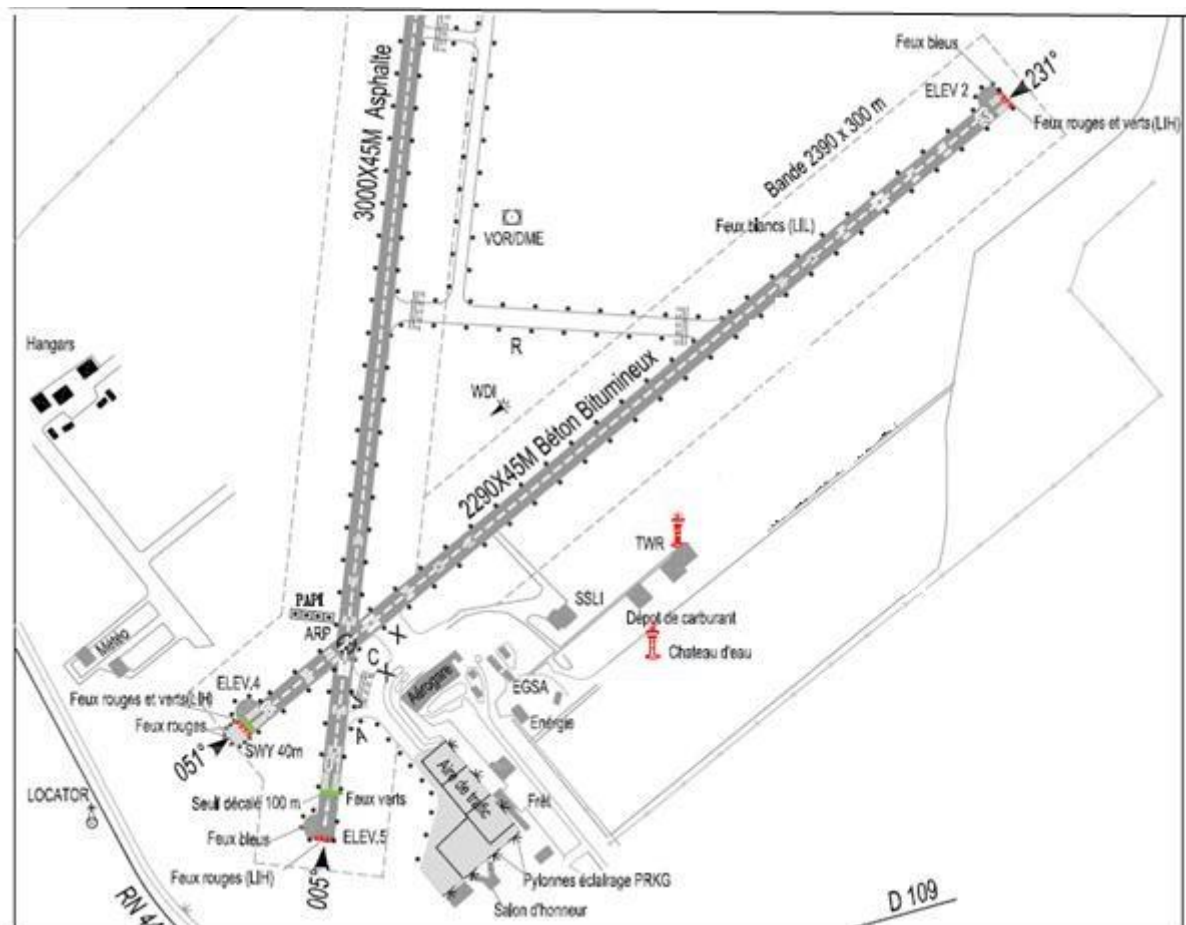 Feux bleus
231°
ELEV 2
Feux rouges et verts(LIH)
3000X45M Asphalte
Bande 2390 x 300 m
VOR/DME
Feux blancs (LIL)
Hangars
R
WDI
2290X45M Béton Bitumineux
TWR
SSLI
PAPI
Dépot de carburant
ARP
X
C
X
Chateau d'eau
Météo
Aérogare
EGSA
ELEV.4
Feux rouges et verts(LIH)
Energie
Feux rouges
A
051°
SWY 40m
Aire de trafic
LOCATOR
Seuil décalé 100 m
Feux verts
Frêt
Feux bleus
ELEV.5
Feux rouges (LIH)
005°
Pylonnes éclairage PRKG
RN
Salon d'honneur
D 109